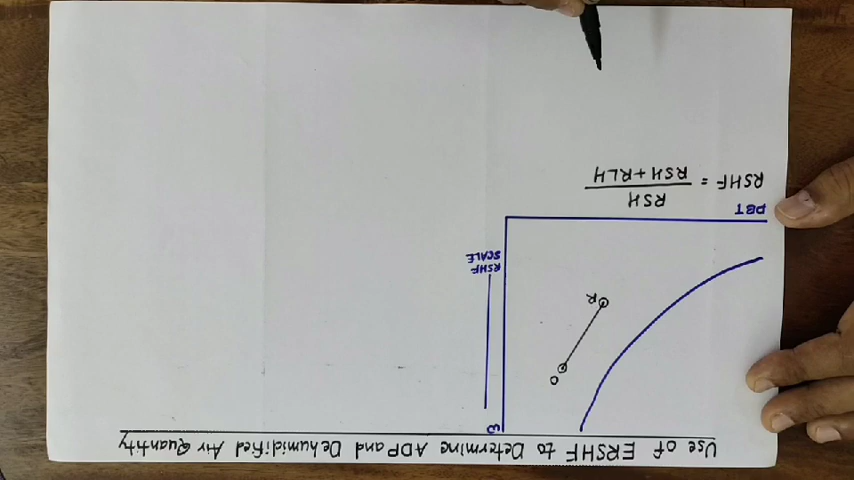 Use of ERSHF to Determine ADP and Dehumidified Air Quantity
ω
O
R
RSHF
SCALE
DBT
RSHF = RSH / RSH + RLH